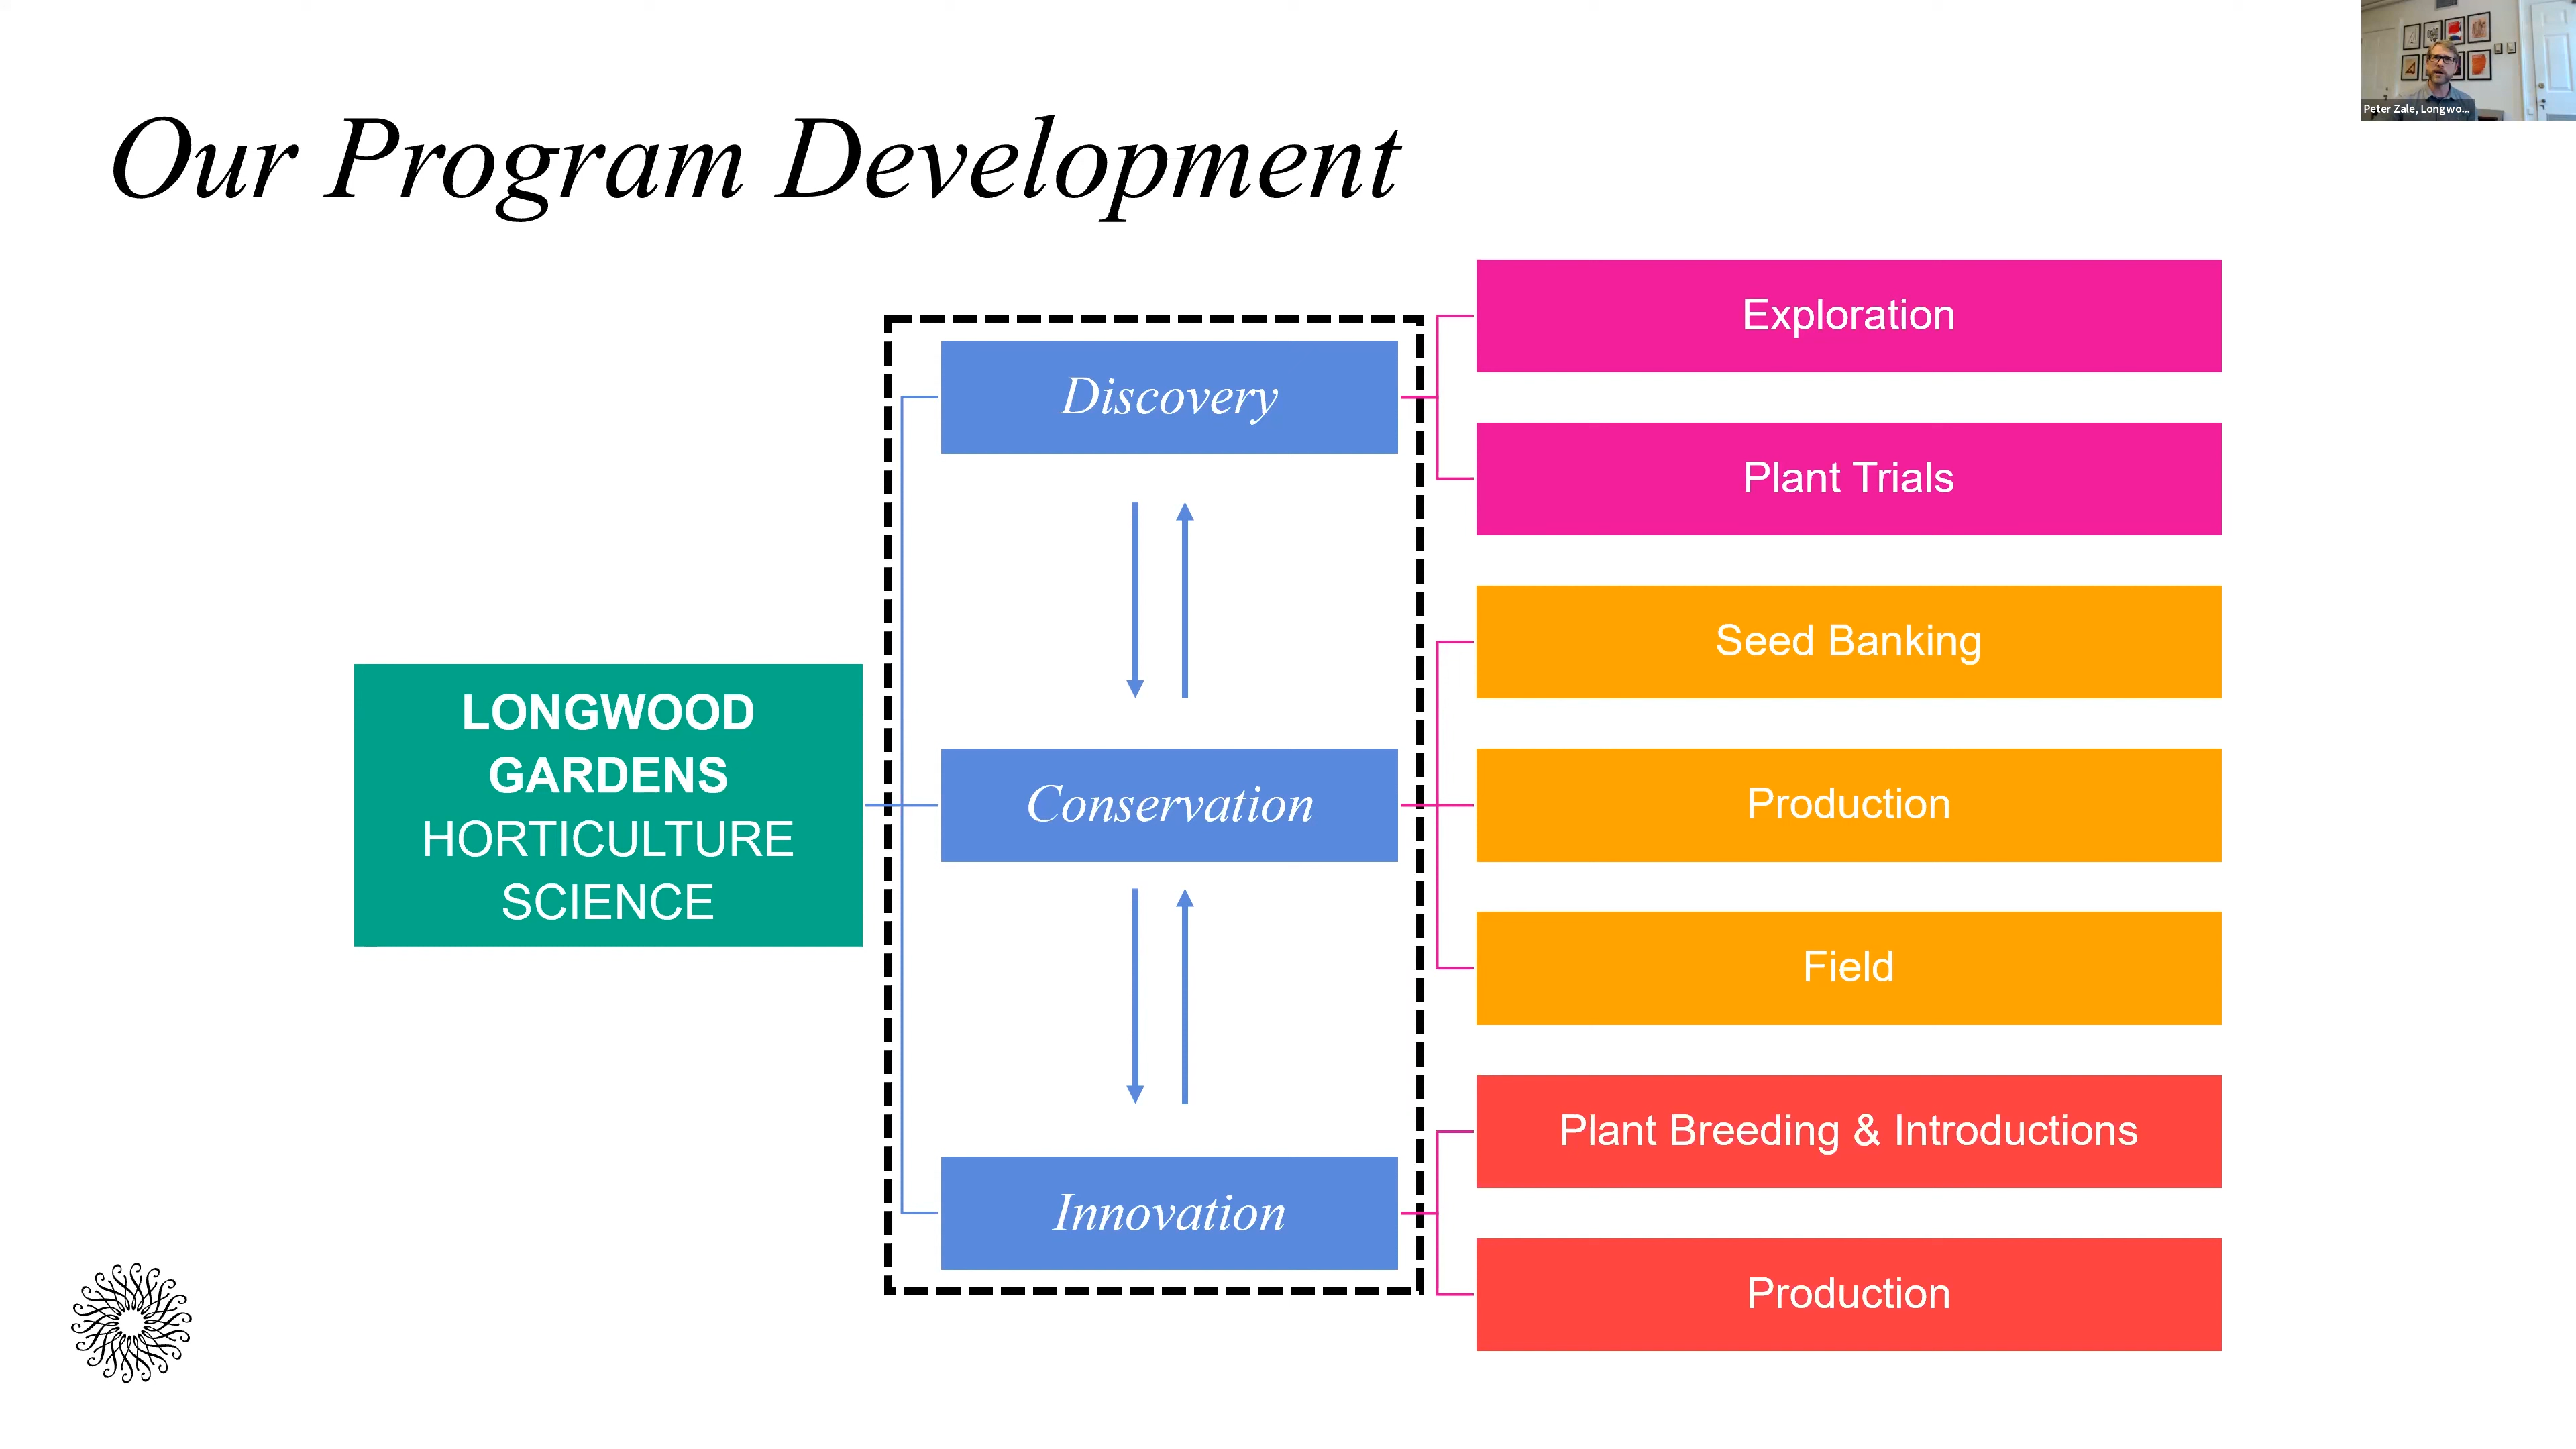 Peter Zale, Longwo...
Our Program Development
LONGWOOD
GARDENS
HORTICULTURE
SCIENCE
Discovery
Conservation
Innovation
Exploration
Plant Trials
Seed Banking
Production
Field
Plant Breeding & Introductions
Production